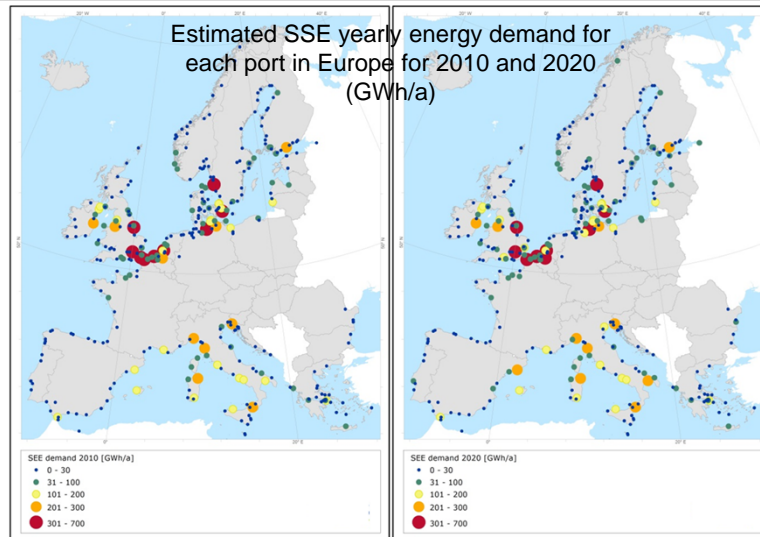 Estimated SSE yearly energy demand for
each port in Europe for 2010 and 2020
(GWh/a)
SEE demand 2010 [GWh/a]
0 - 30
31 - 100
101 - 200
201 - 300
301 - 700
SEE demand 2020 [GWh/a]
0 - 30
31 - 100
101 - 200
201 - 300
301 - 700